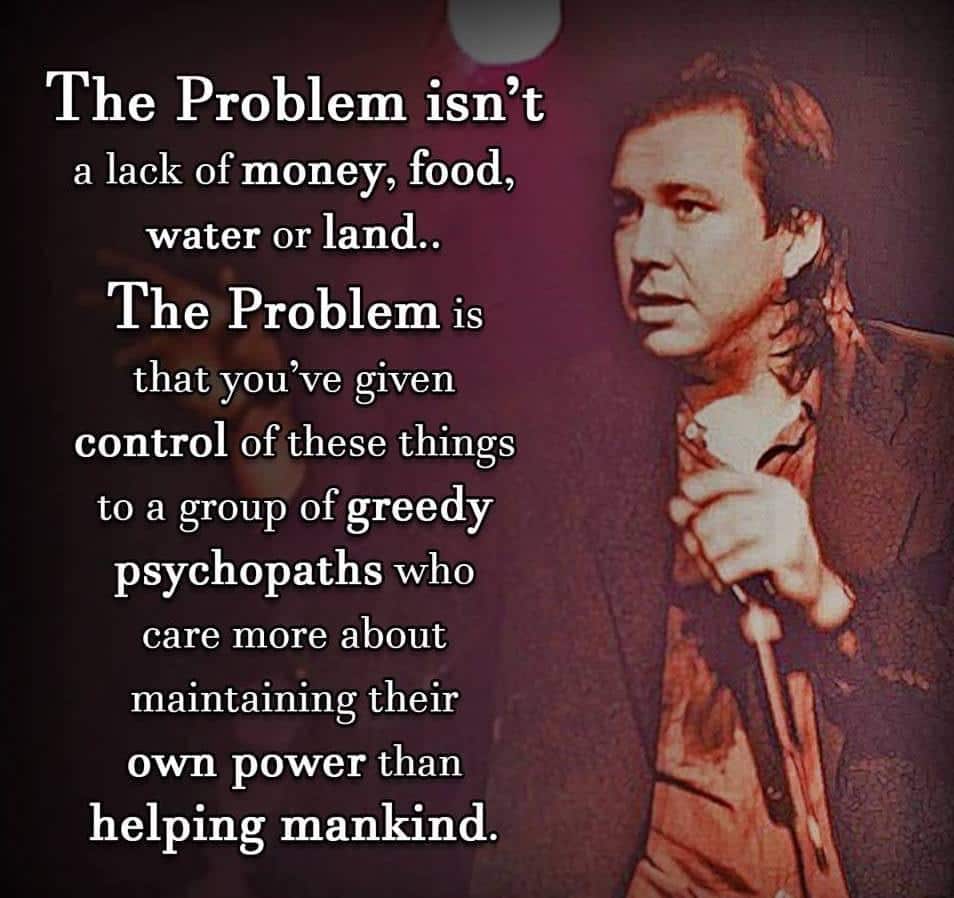 The Problem isn’t
a lack of money, food,
water or land..
The Problem is
that you’ve given
control of these things
to a group of greedy
psychopaths who
care more about
maintaining their
own power than
helping mankind.